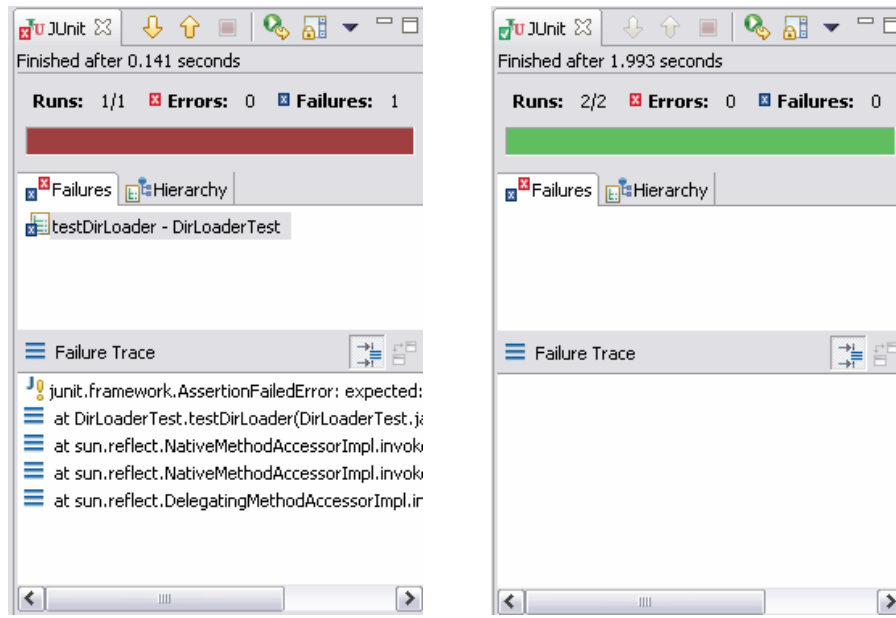 JUnit
Finished after 0.141 seconds
Runs: 1/1 Errors: 0 Failures: 1
Failures Hierarchy
testDirLoader - DirLoaderTest
Failure Trace
junit.framework.AssertionFailedError: expected:
at DirLoaderTest.testDirLoader(DirLoaderTest.ja
at sun.reflect.NativeMethodAccessorImpl.invok
at sun.reflect.NativeMethodAccessorImpl.invok
at sun.reflect.DelegatingMethodAccessorImpl.in
JUnit
Finished after 1.993 seconds
Runs: 2/2 Errors: 0 Failures: 0
Failures Hierarchy
Failure Trace